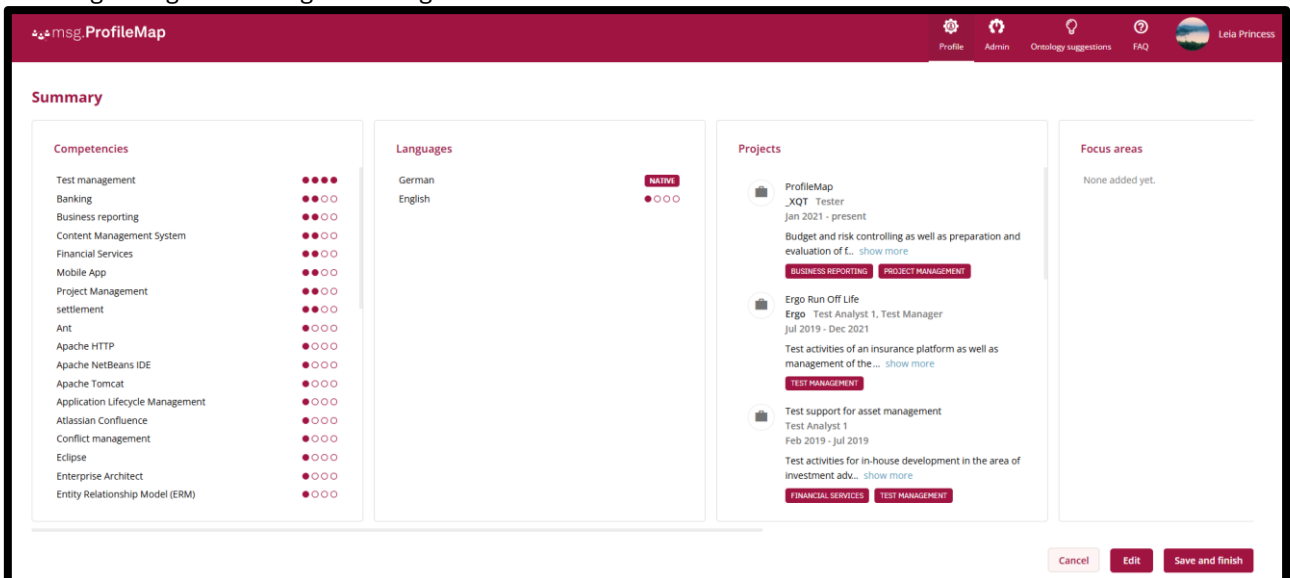 msg.ProfileMap
Profile
Admin
Ontology suggestions
FAQ
Leia Princess
Summary
Competencies
Test management
Banking
Business reporting
Content Management System
Financial Services
Mobile App
Project Management
settlement
Ant
Apache HTTP
Apache NetBeans IDE
Apache Tomcat
Application Lifecycle Management
Atlassian Confluence
Conflict management
Eclipse
Enterprise Architect
Entity Relationship Model (ERM)
Languages
German NATIVE
English
Projects
ProfileMap
_XQT Tester
Jan 2021 - present
Budget and risk controlling as well as preparation and
evaluation of f... show more
BUSINESS REPORTING PROJECT MANAGEMENT
Ergo Run Off Life
Ergo Test Analyst 1, Test Manager
Jul 2019 - Dec 2021
Test activities of an insurance platform as well as
management of the... show more
TEST MANAGEMENT
Test support for asset management
Test Analyst 1
Feb 2019 - Jul 2019
Test activities for in-house development in the area of
investment adv... show more
FINANCIAL SERVICES TEST MANAGEMENT
Focus areas
None added yet.
Cancel
Edit
Save and finish